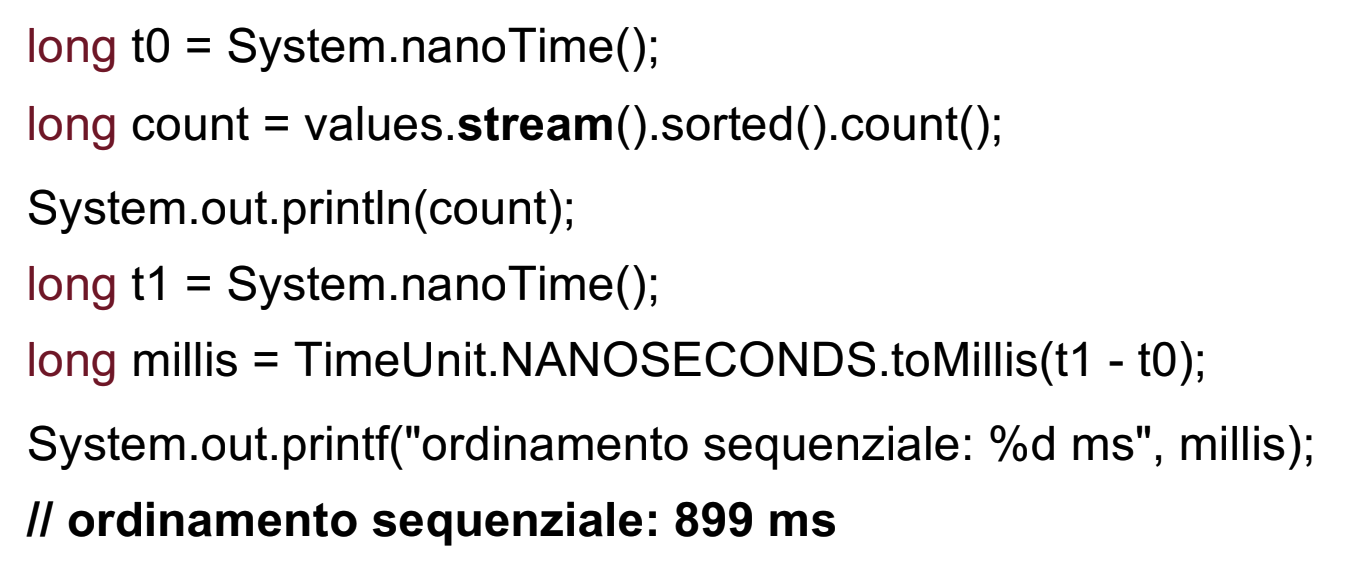 long t0 = System.nanoTime();
long count = values.stream().sorted().count();
System.out.println(count);
long t1 = System.nanoTime();
long millis = TimeUnit.NANOSECONDS.toMillis(t1 - t0);
System.out.printf("ordinamento sequenziale: %d ms", millis);
// ordinamento sequenziale: 899 ms